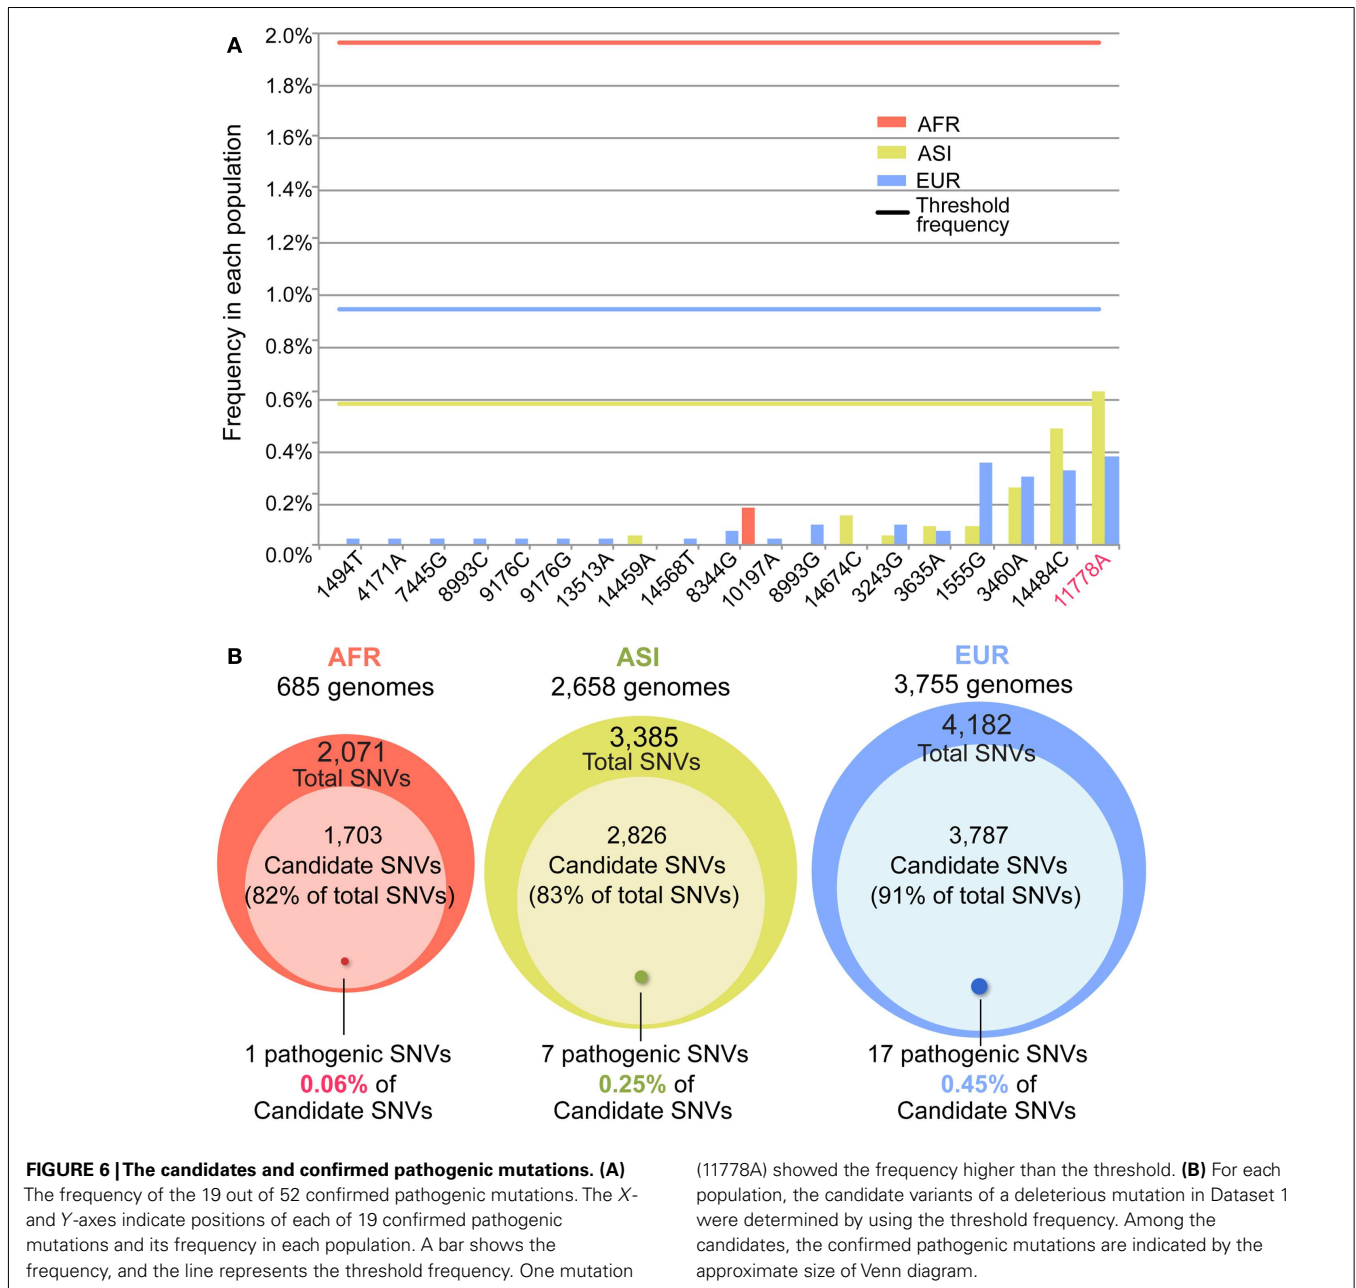 A
2.0%
1.8%
1.6%
1.4%
1.2%
1.0%
0.8%
0.6%
0.4%
0.2%
0.0%
Frequency in each population
AFR
ASI
EUR
Threshold
frequency
1494T
4171A
7445G
8993C
9176C
9176G
13513A
14459A
14568T
8344G
10197A
8993G
14674C
3243G
3635A
1555G
3460A
14484C
11778A
B
AFR
685 genomes
2,071
Total SNVs
1,703
Candidate SNVs
(82% of total SNVs)
1 pathogenic SNVs
0.06% of
Candidate SNVs
ASI
2,658 genomes
3,385
Total SNVs
2,826
Candidate SNVs
(83% of total SNVs)
7 pathogenic SNVs
0.25% of
Candidate SNVs
EUR
3,755 genomes
4,182
Total SNVs
3,787
Candidate SNVs
(91% of total SNVs)
17 pathogenic SNVs
0.45% of
Candidate SNVs
FIGURE 6 | The candidates and confirmed pathogenic mutations. (A)
The frequency of the 19 out of 52 confirmed pathogenic mutations. The X-
and Y-axes indicate positions of each of 19 confirmed pathogenic
mutations and its frequency in each population. A bar shows the
frequency, and the line represents the threshold frequency. One mutation
(11778A) showed the frequency higher than the threshold. (B) For each
population, the candidate variants of a deleterious mutation in Dataset 1
were determined by using the threshold frequency. Among the
candidates, the confirmed pathogenic mutations are indicated by the
approximate size of Venn diagram.